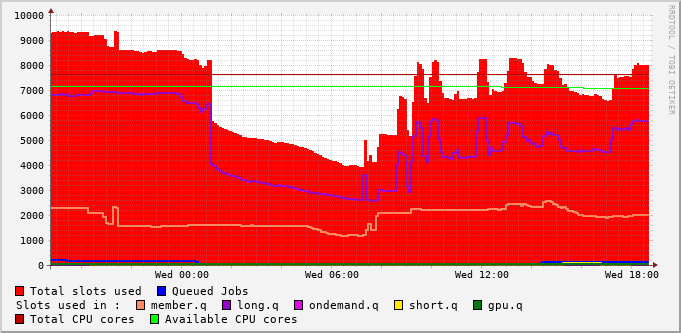 10000
9000
8000
7000
6000
5000
4000
3000
2000
1000
0
Wed 00:00 Wed 06:00 Wed 12:00 Wed 18:00
RRDTOOL / TOBI OETIKER
Total slots used Queued Jobs
Slots used in : member.q long.q ondemand.q short.q gpu.q
Total CPU cores Available CPU cores